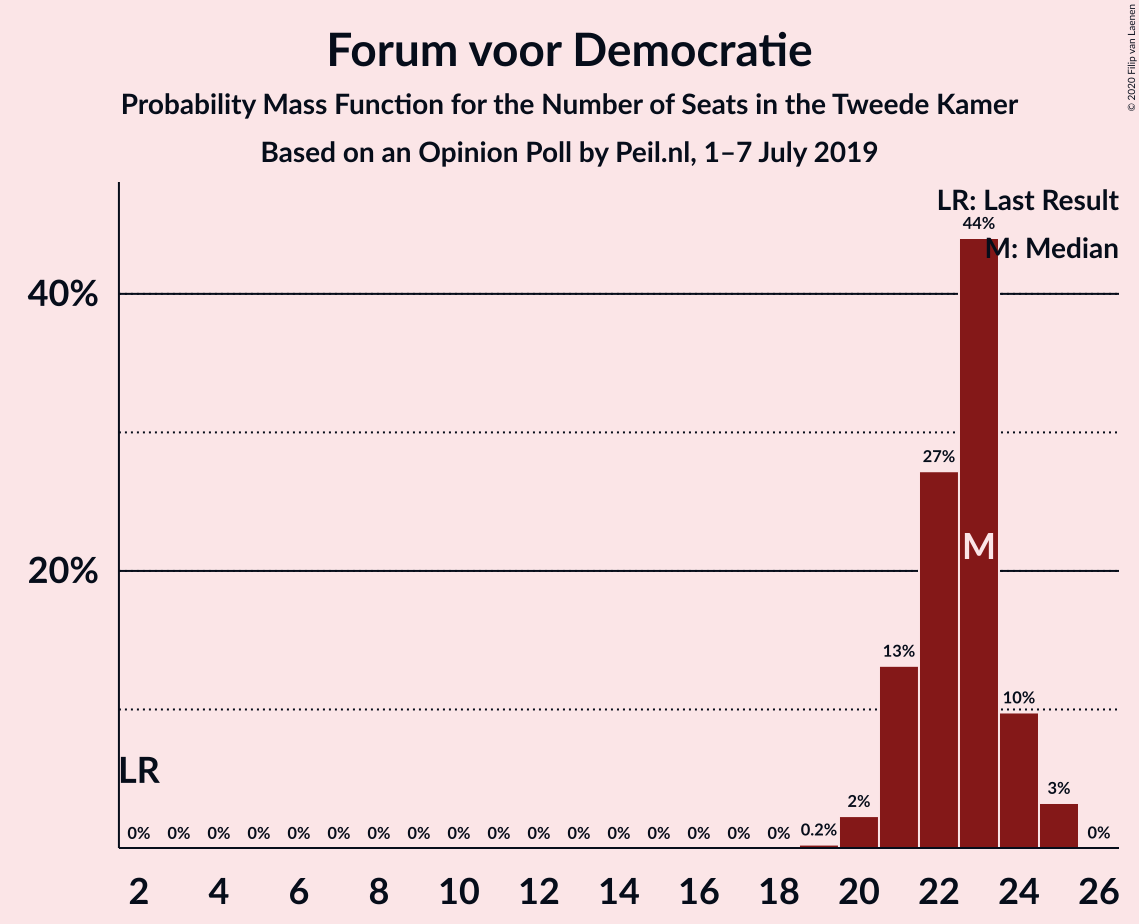 Forum voor Democratie
Probability Mass Function for the Number of Seats in the Tweede Kamer
Based on an Opinion Poll by Peil.nl, 1–7 July 2019
© 2020 Filip van Laenen
LR: Last Result
M: Median
44%
40%
27%
M
20%
13%
10%
LR
3%
2%
0% 0% 0% 0% 0% 0% 0% 0% 0% 0% 0% 0% 0% 0% 0% 0% 0% 0.2% 0%
2 4 6 8 10 12 14 16 18 20 22 24 26